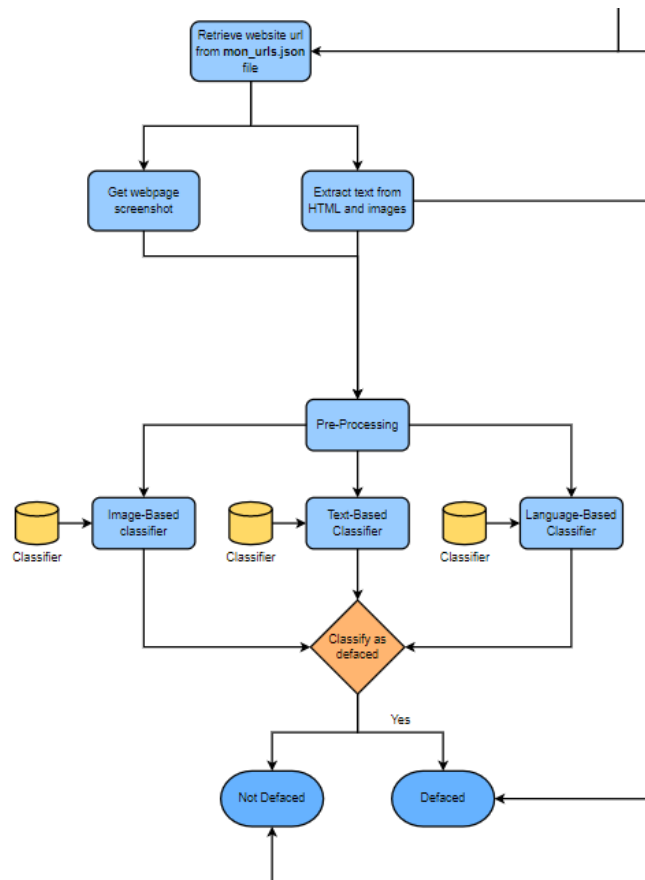 Retrieve website url
from mon_urls.json
file
Get webpage
screenshot
Extract text from
HTML and images
Pre-Processing
Image-Based
classifier
Text-Based
Classifier
Language-Based
Classifier
Classifier
Classifier
Classifier
Classify as
defaced
Yes
Not Defaced
Defaced